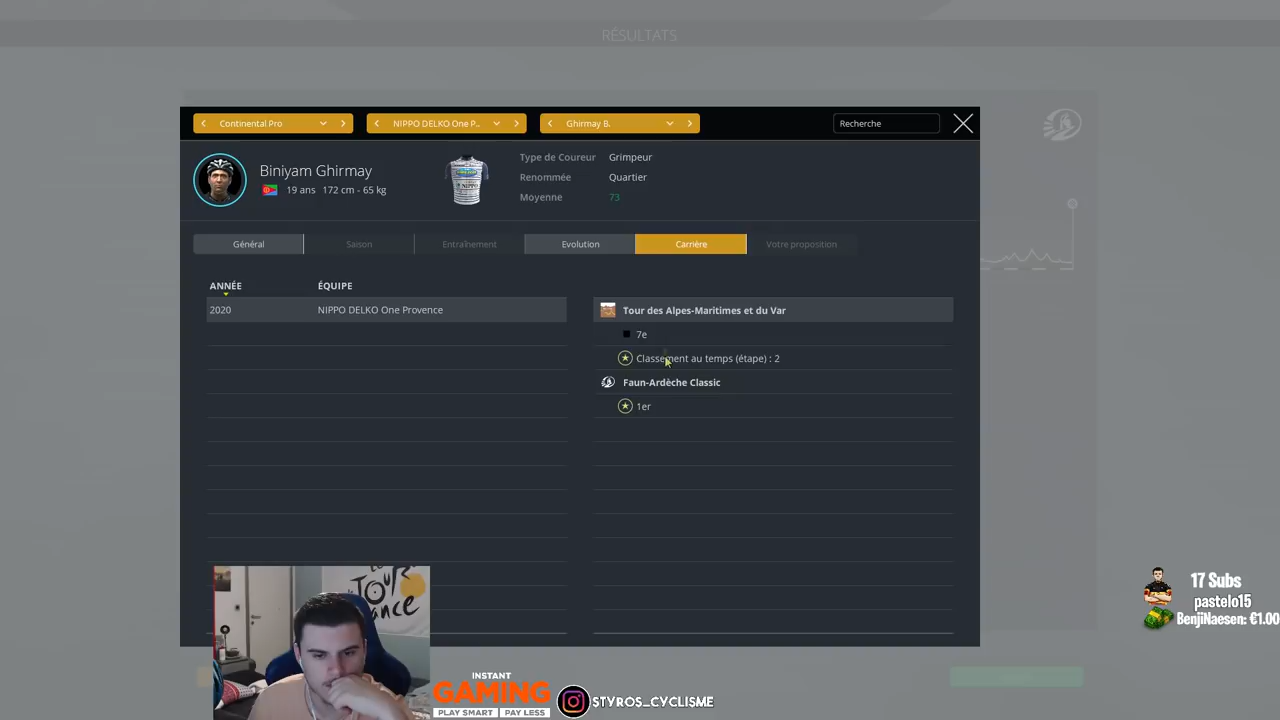 RÉSULTATS
Continental Pro
NIPPO DELKO One P..
Ghirmay B.
Recherche
Biniyam Ghirmay
19 ans 172 cm - 65 kg
Type de Coureur Grimpeur
Renommée Quartier
Moyenne 73
Général
Saison
Entraînement
Evolution
Carrière
Votre proposition
ANNÉE ÉQUIPE
2020 NIPPO DELKO One Provence
Tour des Alpes-Maritimes et du Var
7e
Classement au temps (étape) : 2
Faun-Ardèche Classic
1er
17 Subs
pastelo15
BenjiNaesen: €1.00
INSTANT
GAMING
PLAY SMART PAY LESS
STYROS_CYCLISME